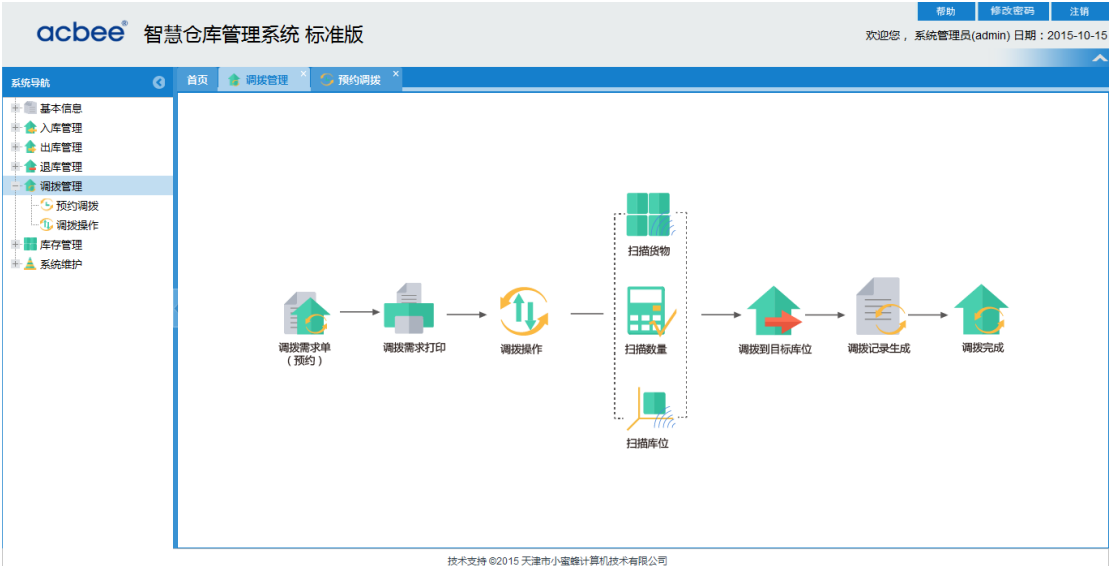 帮助 修改密码 注销
acbee® 智慧仓库管理系统 标准版
欢迎您， 系统管理员(admin) 日期：2015-10-15
系统导航
首页 调拨管理 × 预约调拨 ×
基本信息
入库管理
出库管理
退库管理
调拨管理
预约调拨
调拨操作
库存管理
系统维护
扫描货物
调拨需求单
（预约）
调拨需求打印
调拨操作
扫描数量
调拨到目标库位
调拨记录生成
调拨完成
扫描库位
技术支持 ©2015 天津市小蜜蜂计算机技术有限公司